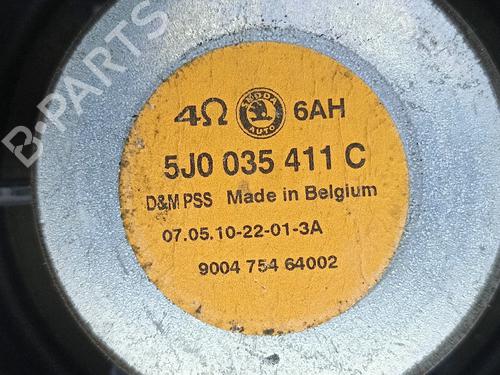 B-PARTS
4Ω ŠKODA AUTO 6AH
5J0 035 411 C
D&M PSS Made in Belgium
07.05.10-22-01-3A
9004 754 64002